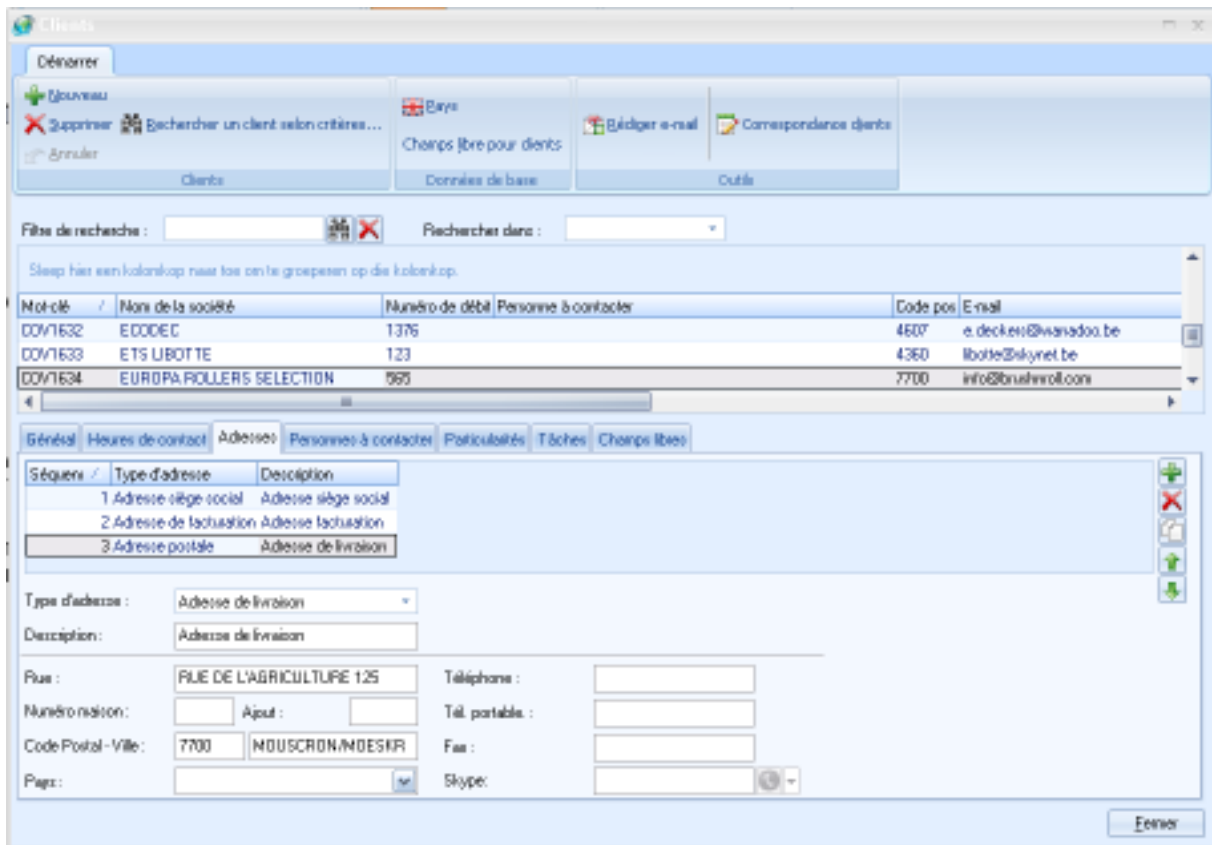 Clients
Démarrer
Nouveau
Supprimer Rechercher un client selon critères...
Annuler
Clients
Pays
Champs libre pour clients
Données de base
Rédiger e-mail Correspondance clients
Outils
Filtre de recherche : Rechercher dans :
Sleep hier een kolomkop naar toe om te groeperen op die kolomkop.
Mot-clé Nom de la société Numéro de débit Personne à contacter Code pos E-mail
COV1632 ECODEC 1376 4607 e.deckers@wanadoo.be
COV1633 ETS LIBOTTE 123 4360 libotte@skynet.be
COV1634 EUROPA ROLLERS SELECTION 565 7700 info@brushnroll.com
Général Heures de contact Adresses Personnes à contacter Particularités Tâches Champs libres
Séquen Type d'adresse Description
1 Adresse siège social Adresse siège social
2 Adresse de facturation Adresse facturation
3 Adresse postale Adresse de livraison
Type d'adresse : Adresse de livraison
Description : Adresse de livraison
Rue : RUE DE L'AGRICULTURE 125 Téléphone :
Numéro maison : Ajout : Tél. portable. :
Code Postal - Ville : 7700 MOUSCRON/MOESKR Fax :
Pays : Skype:
Fermer